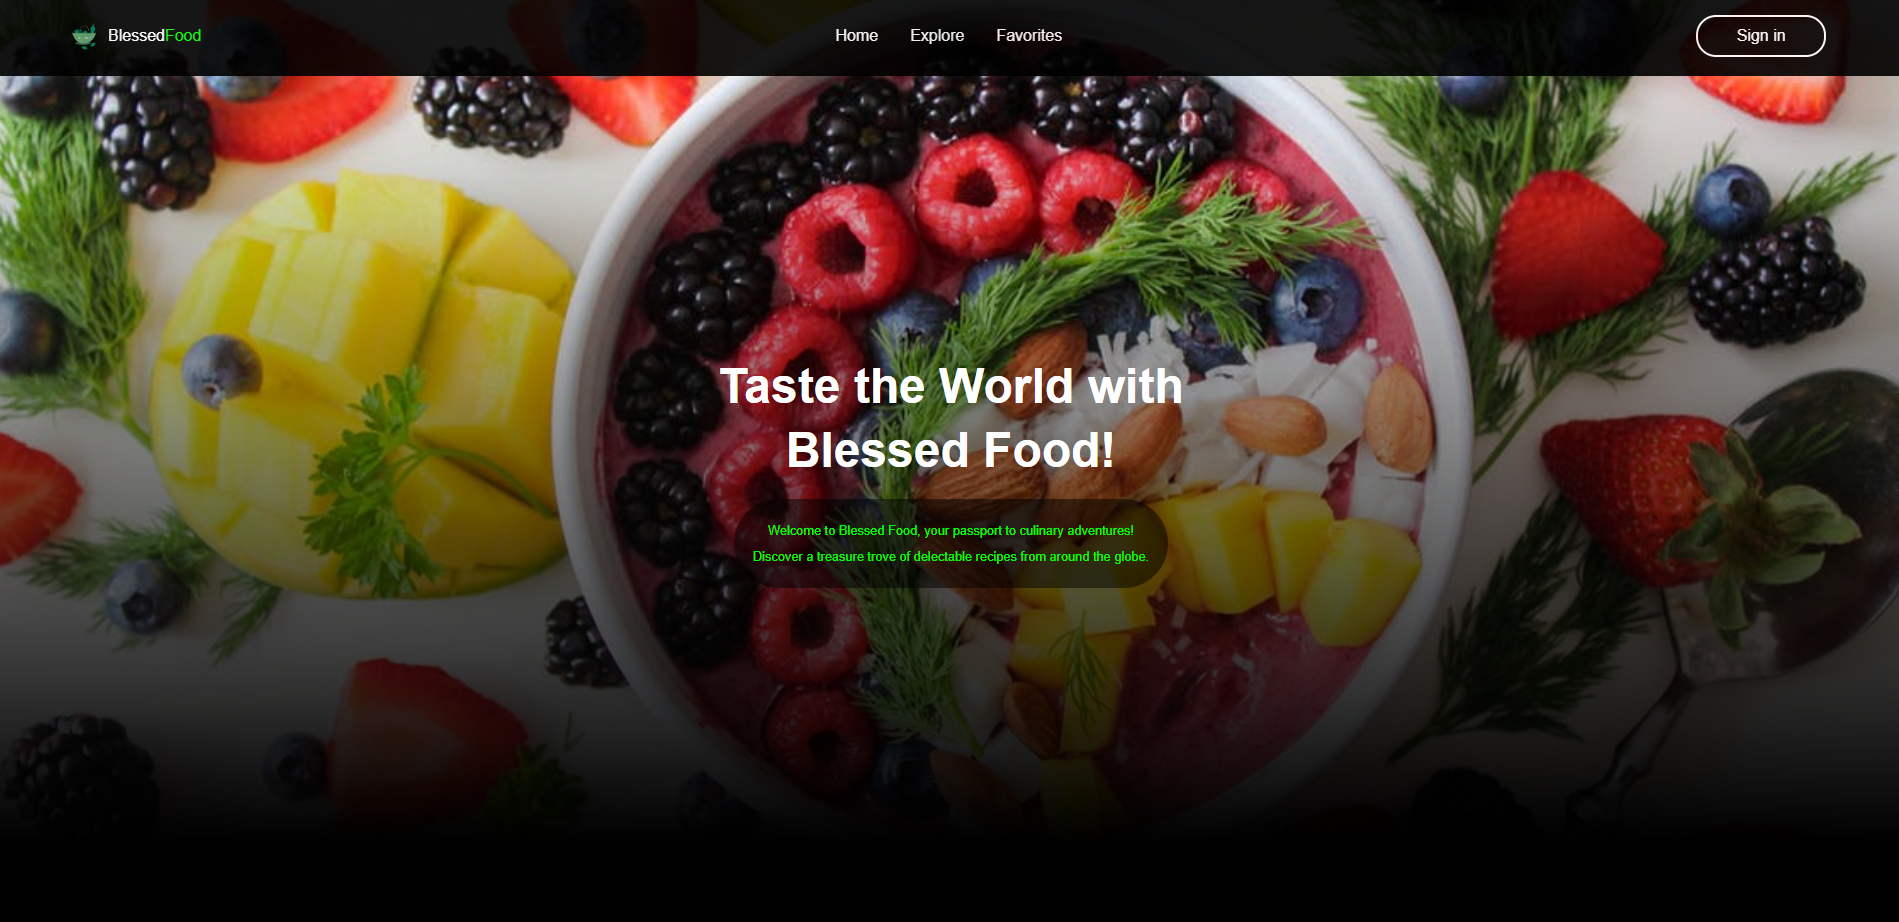 BlessedFood
Home
Explore
Favorites
Sign in
Taste the World with
Blessed Food!
Welcome to Blessed Food, your passport to culinary adventures!
Discover a treasure trove of delectable recipes from around the globe.